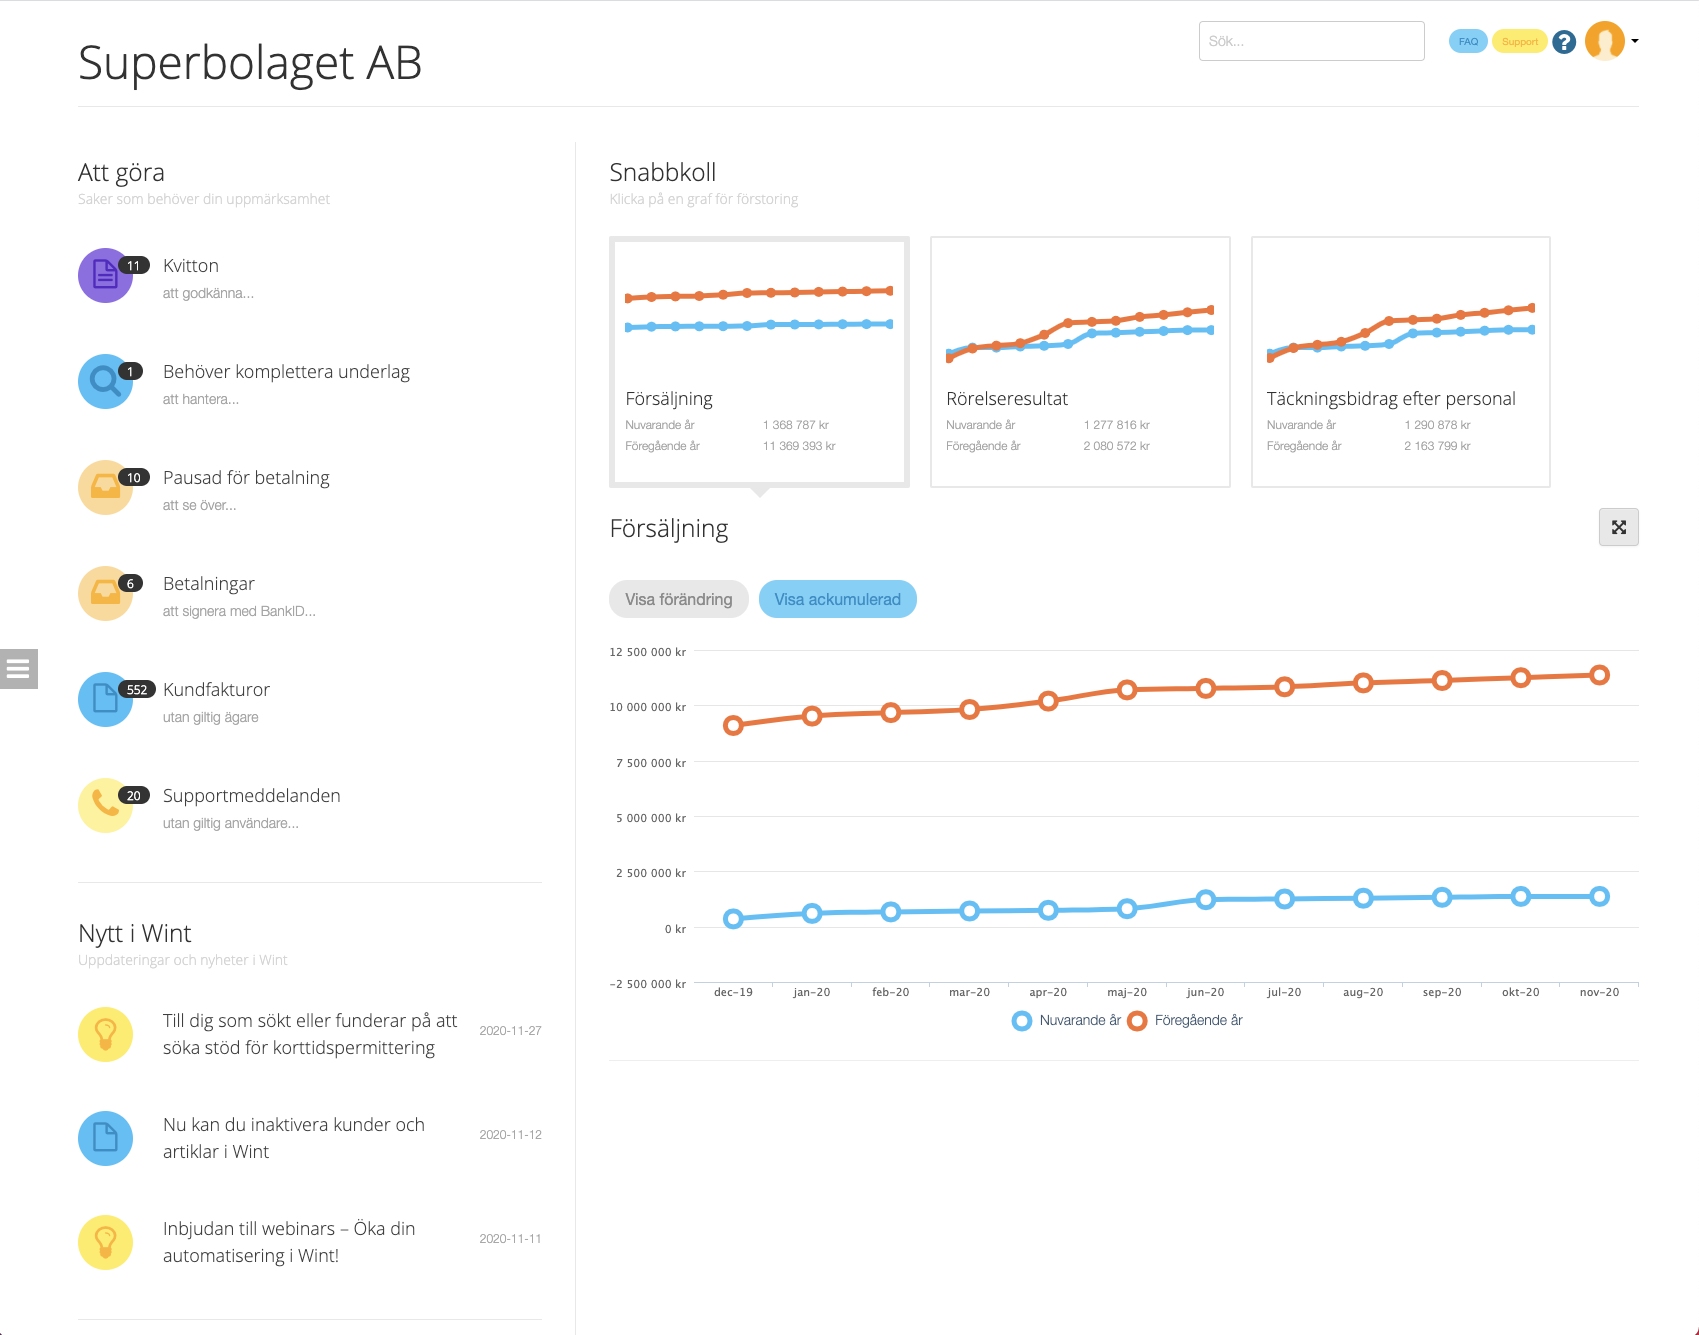 Superbolaget AB
Sök...
FAQ
Support
Att göra
Saker som behöver din uppmärksamhet
11
Kvitton
att godkänna...
1
Behöver komplettera underlag
att hantera...
10
Pausad för betalning
att se över...
6
Betalningar
att signera med BankID...
552
Kundfakturor
utan giltig ägare
20
Supportmeddelanden
utan giltig användare...
Nytt i Wint
Uppdateringar och nyheter i Wint
Till dig som sökt eller funderar på att
söka stöd för korttidspermittering
2020-11-27
Nu kan du inaktivera kunder och
artiklar i Wint
2020-11-12
Inbjudan till webinars – Öka din
automatisering i Wint!
2020-11-11
Snabbkoll
Klicka på en graf för förstoring
Försäljning
Nuvarande år 1 368 787 kr
Föregående år 11 369 393 kr
Rörelseresultat
Nuvarande år 1 277 816 kr
Föregående år 2 080 572 kr
Täckningsbidrag efter personal
Nuvarande år 1 290 878 kr
Föregående år 2 163 799 kr
Försäljning
Visa förändring
Visa ackumulerad
12 500 000 kr
10 000 000 kr
7 500 000 kr
5 000 000 kr
2 500 000 kr
0 kr
−2 500 000 kr
dec-19 jan-20 feb-20 mar-20 apr-20 maj-20 jun-20 jul-20 aug-20 sep-20 okt-20 nov-20
Nuvarande år Föregående år